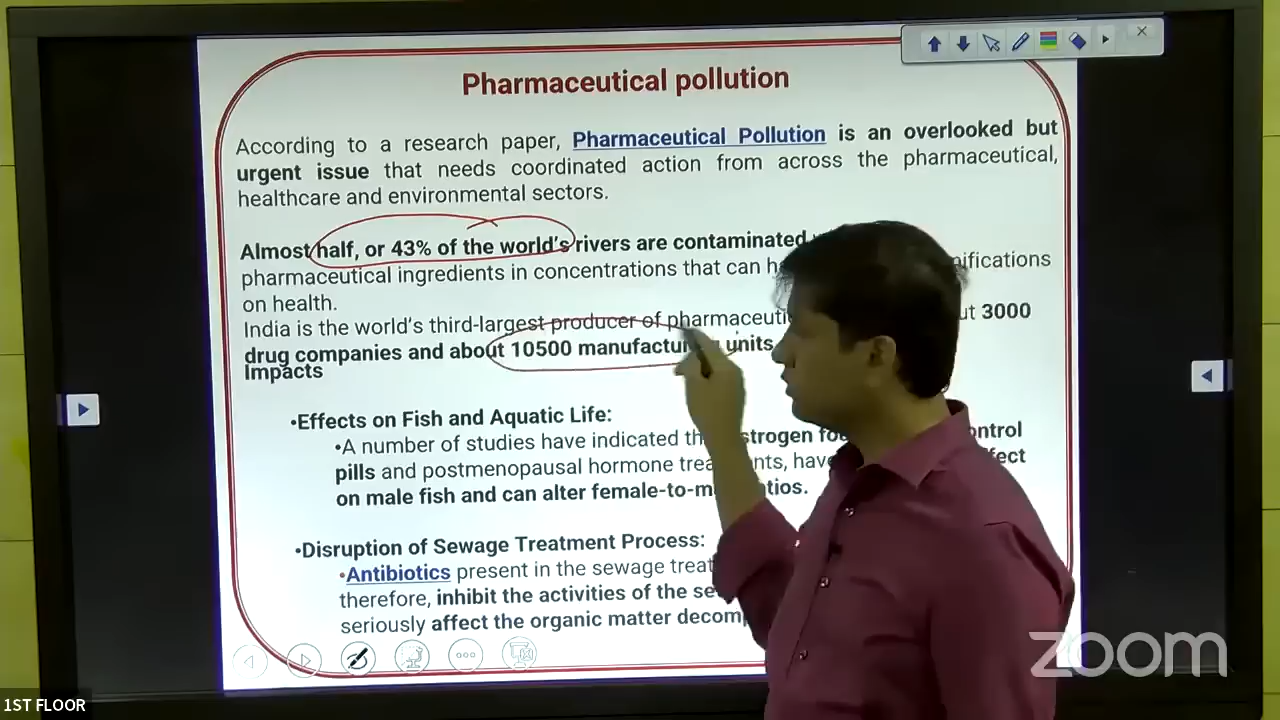 Pharmaceutical pollution
According to a research paper, Pharmaceutical Pollution is an overlooked but
urgent issue that needs coordinated action from across the pharmaceutical,
healthcare and environmental sectors.
Almost half, or 43% of the world's rivers are contaminated
pharmaceutical ingredients in concentrations that can
on health.
India is the world's third-largest producer of 3000
drug companies and about 10500 units
Impacts
•Effects on Fish and Aquatic Life:
•A number of studies have indicated
pills and postmenopausal hormone
on male fish and can alter
•Disruption of Sewage Treatment Process:
•Antibiotics present in the sewage
therefore, inhibit the activities of the
seriously affect the organic matter
zoom
1ST FLOOR